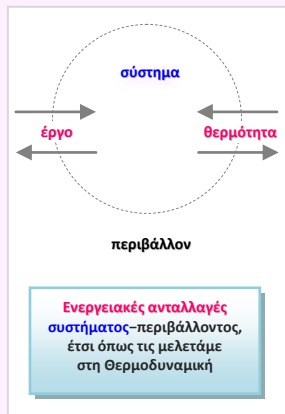 σύστημα
έργο
θερμότητα
περιβάλλον
Ενεργειακές ανταλλαγές
συστήματος–περιβάλλοντος,
έτσι όπως τις μελετάμε
στη Θερμοδυναμική